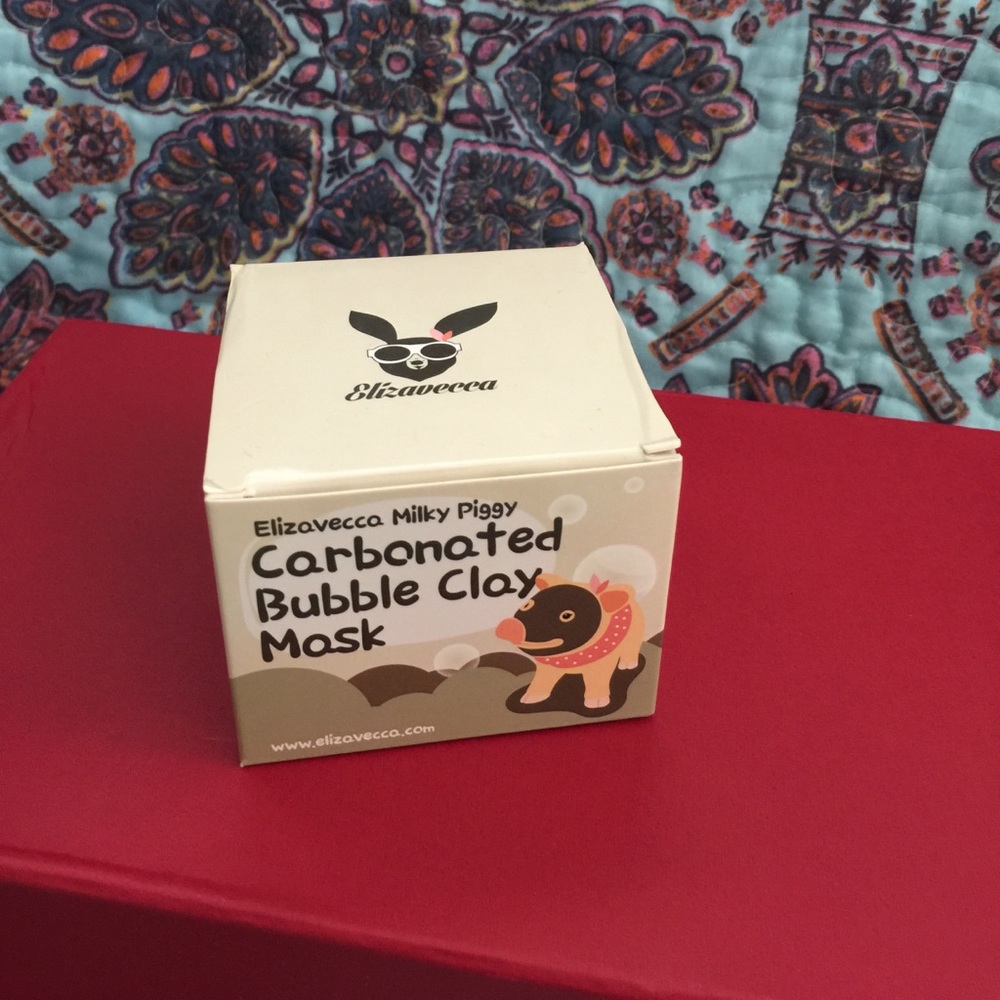 Elizavecca
Elizavecca Milky Piggy
Carbonated
Bubble Clay
Mask
www.elizavecca.com